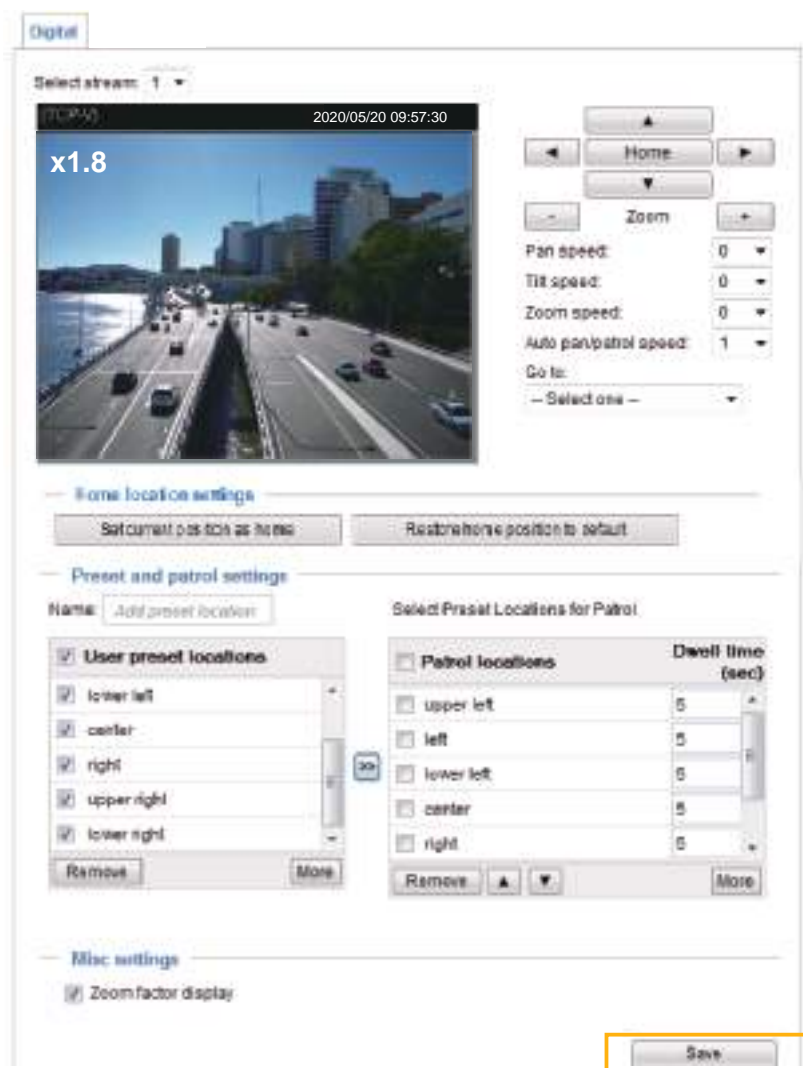 Digital
Select stream: 1
(TCP-V) 2020/05/20 09:57:30
x1.8
Home
- Zoom +
Pan speed: 0
Tilt speed: 0
Zoom speed: 0
Auto pan/patrol speed: 1
Go to:
-- Select one --
Home location settings
Set current position as home
Restore home position to default
Preset and patrol settings
Name: Add preset location
Select Preset Locations for Patrol
User preset locations
lower left
center
right
upper right
lower right
Remove More
>>
Patrol locations Dwell time (sec)
upper left 5
left 5
lower left 5
center 5
right 5
Remove More
Misc settings
Zoom factor display
Save